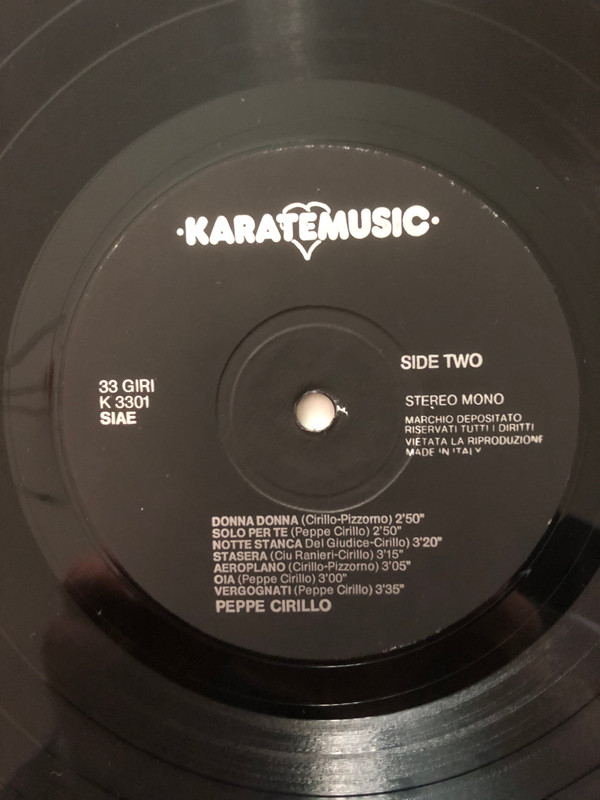 ·KARATEMUSIC·
33 GIRI
K 3301
SIAE
SIDE TWO
STEREO MONO
MARCHIO DEPOSITATO
RISERVATI TUTTI I DIRITTI
VIETATA LA RIPRODUZIONE
MADE IN ITALY
DONNA DONNA (Cirillo-Pizzorno) 2'50"
SOLO PER TE (Peppe Cirillo) 2'50"
NOTTE STANCA Del Giudice-Cirillo) 3'20"
STASERA (Ciu Ranieri-Cirillo) 3'15"
AEROPLANO (Cirillo-Pizzorno) 3'05"
OIA (Peppe Cirillo) 3'00"
VERGOGNATI (Peppe Cirillo) 3'35"
PEPPE CIRILLO